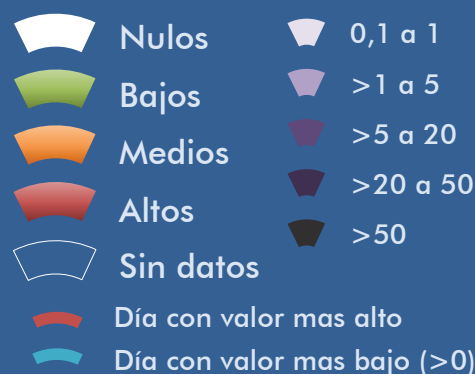 Nulos
Bajos
Medios
Altos
Sin datos
0,1 a 1
>1 a 5
>5 a 20
>20 a 50
>50
Día con valor mas alto
Día con valor mas bajo (>0)